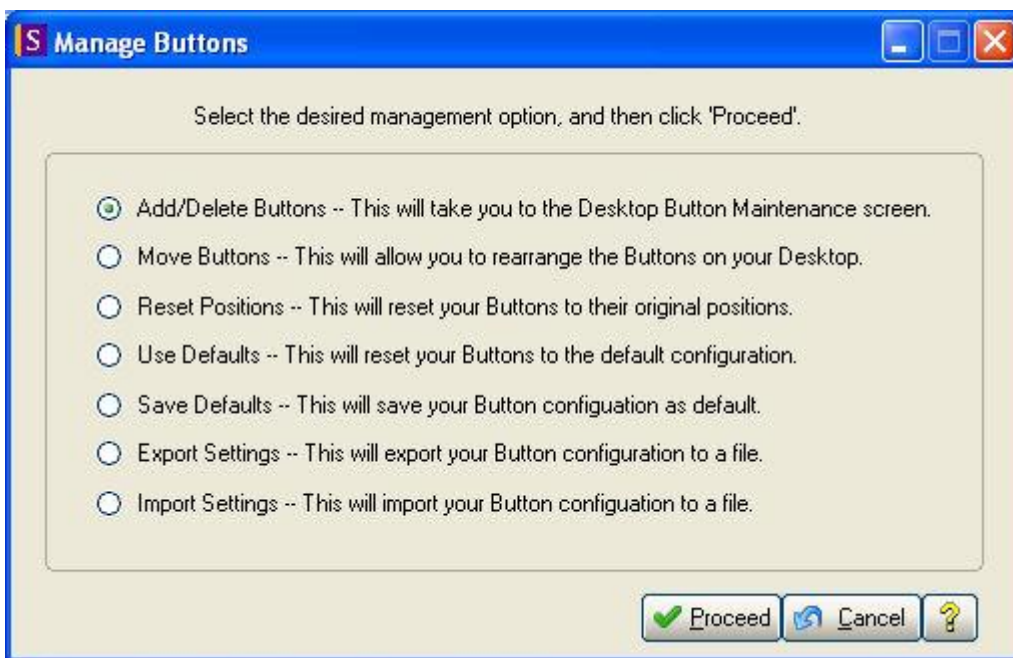 S Manage Buttons
Select the desired management option, and then click 'Proceed'.
Add/Delete Buttons -- This will take you to the Desktop Button Maintenance screen.
Move Buttons -- This will allow you to rearrange the Buttons on your Desktop.
Reset Positions -- This will reset your Buttons to their original positions.
Use Defaults -- This will reset your Buttons to the default configuration.
Save Defaults -- This will save your Button configuation as default.
Export Settings -- This will export your Button configuration to a file.
Import Settings -- This will import your Button configuation to a file.
Proceed Cancel ?